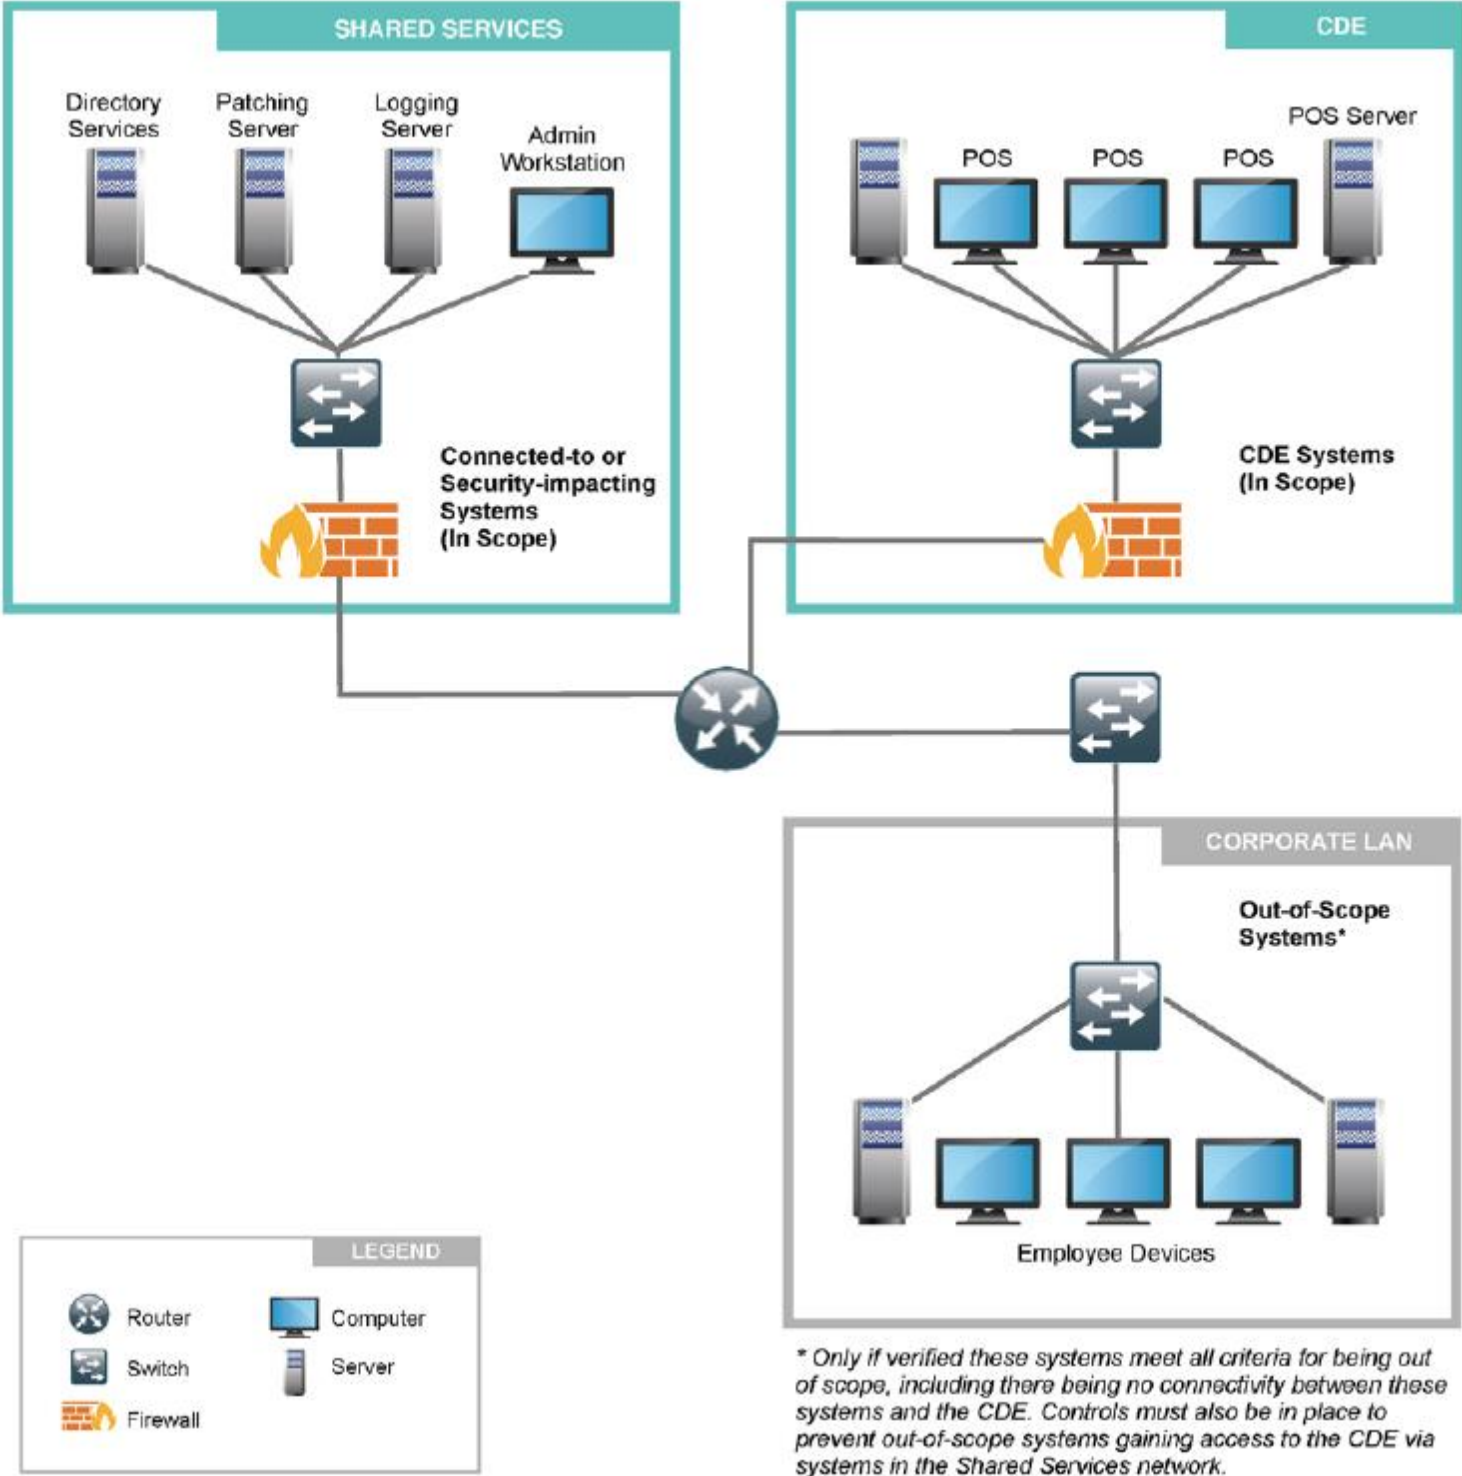 SHARED SERVICES
Directory
Services
Patching
Server
Logging
Server
Admin
Workstation
Connected-to or
Security-impacting
Systems
(In Scope)
CDE
POS
POS
POS
POS Server
CDE Systems
(In Scope)
CORPORATE LAN
Out-of-Scope
Systems*
Employee Devices
LEGEND
Router
Computer
Switch
Server
Firewall
* Only if verified these systems meet all criteria for being out
of scope, including there being no connectivity between these
systems and the CDE. Controls must also be in place to
prevent out-of-scope systems gaining access to the CDE via
systems in the Shared Services network.